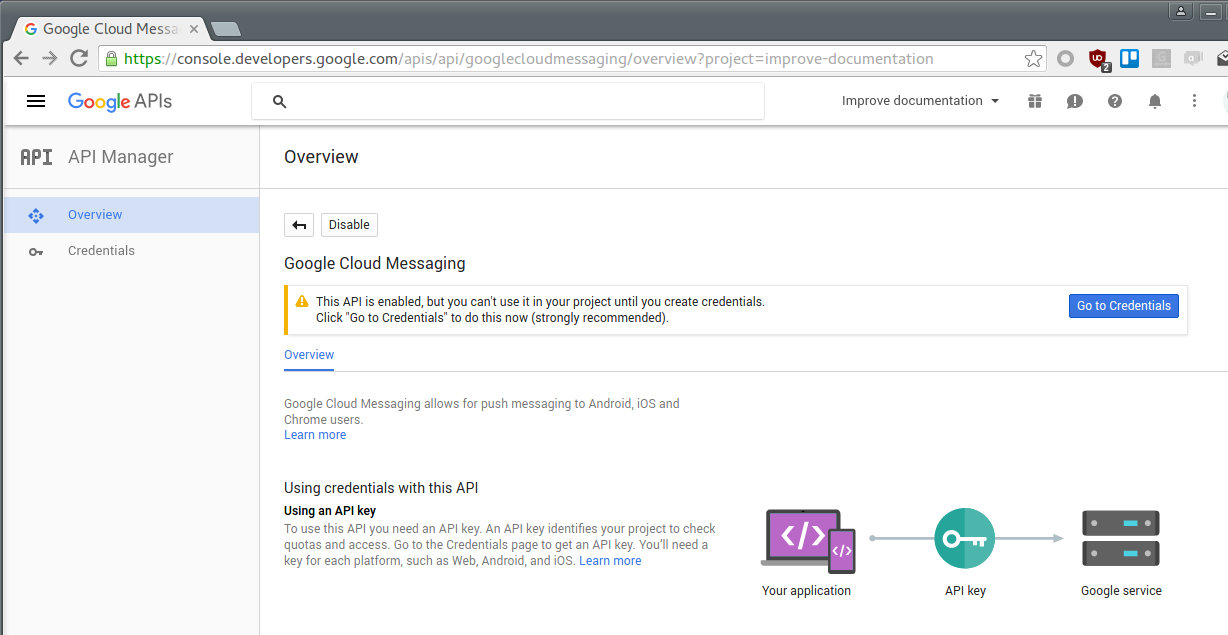 Google Cloud Messa
https://console.developers.google.com/apis/api/googlecloudmessaging/overview?project=improve-documentation
UO
2
Google APIs
Improve documentation
API API Manager
Overview
Overview
Credentials
Disable
Google Cloud Messaging
This API is enabled, but you can't use it in your project until you create credentials.
Click "Go to Credentials" to do this now (strongly recommended).
Go to Credentials
Overview
Google Cloud Messaging allows for push messaging to Android, iOS and
Chrome users.
Learn more
Using credentials with this API
Using an API key
To use this API you need an API key. An API key identifies your project to check
quotas and access. Go to the Credentials page to get an API key. You'll need a
key for each platform, such as Web, Android, and iOS. Learn more
</>
</>
Your application
API key
Google service